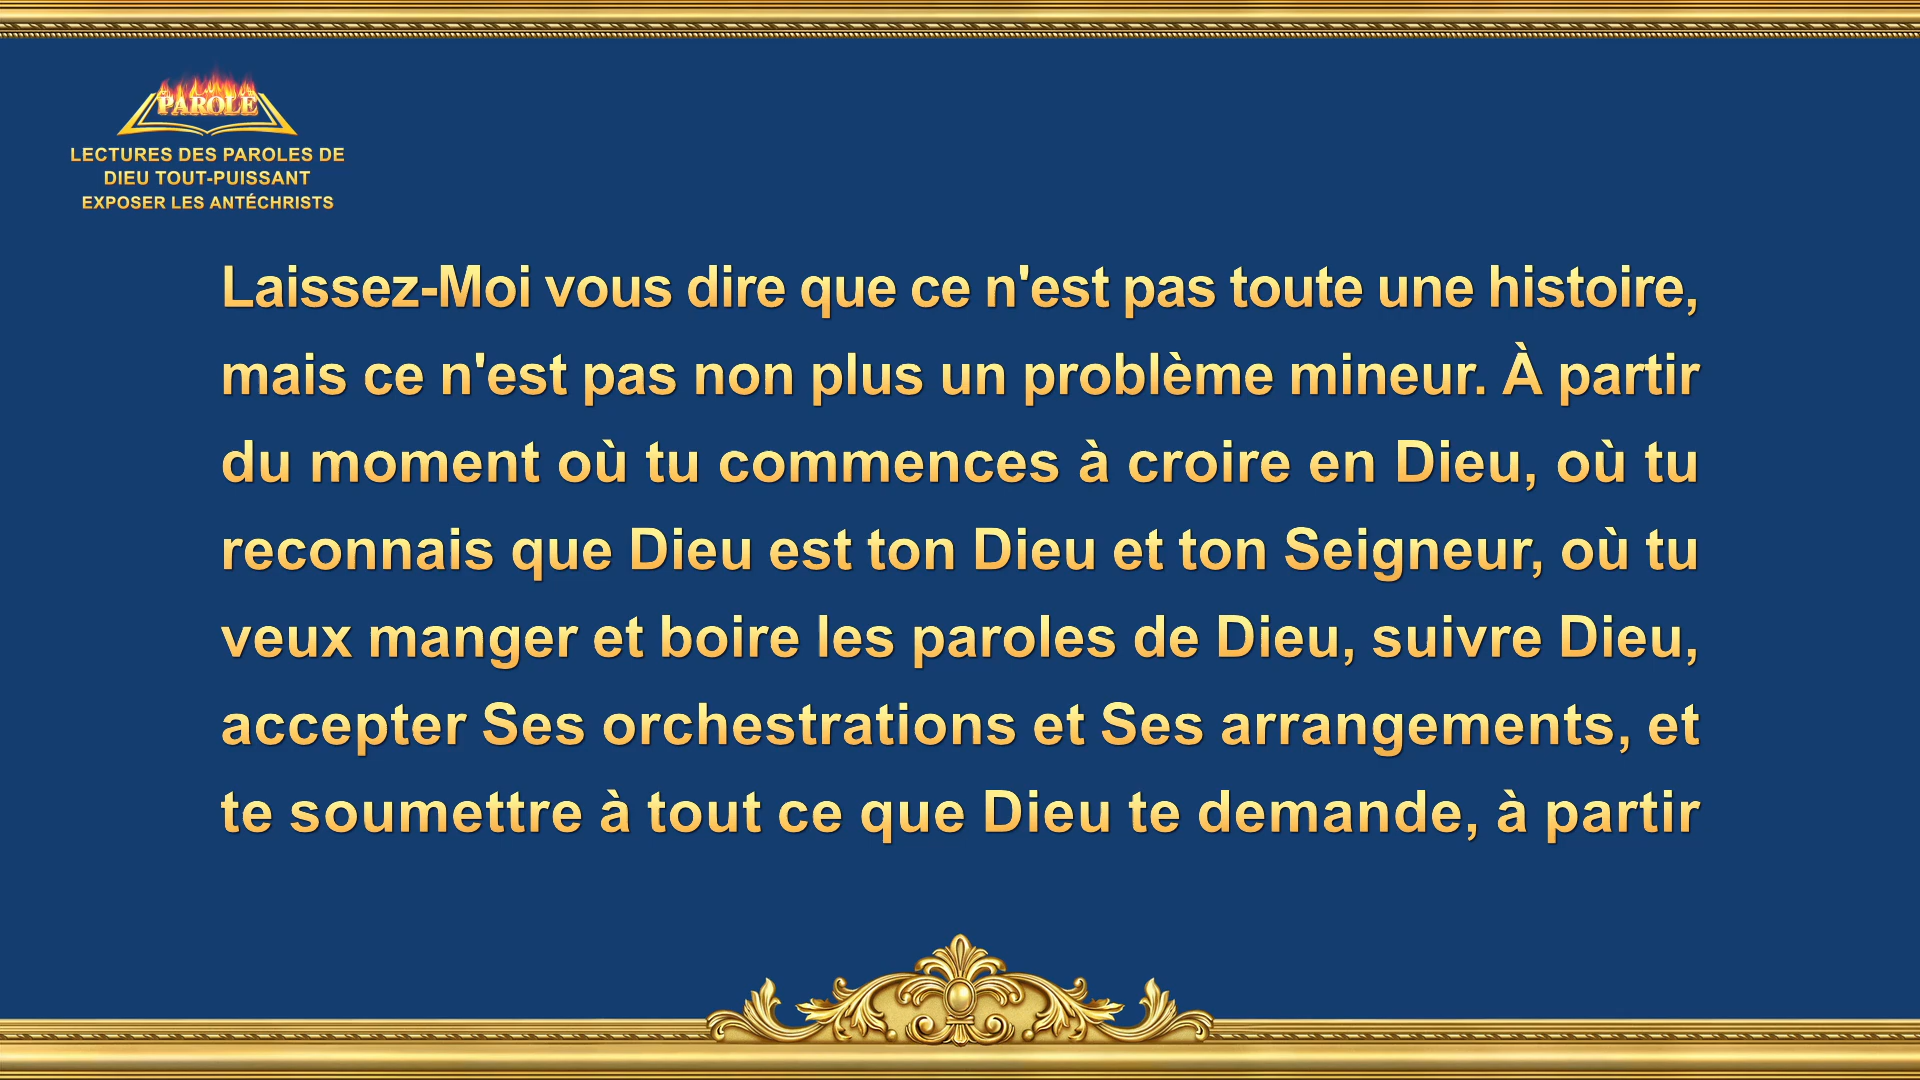 PAROLE
LECTURES DES PAROLES DE
DIEU TOUT-PUISSANT
EXPOSER LES ANTÉCHRISTS
Laissez-Moi vous dire que ce n'est pas toute une histoire,
mais ce n'est pas non plus un problème mineur. À partir
du moment où tu commences à croire en Dieu, où tu
reconnais que Dieu est ton Dieu et ton Seigneur, où tu
veux manger et boire les paroles de Dieu, suivre Dieu,
accepter Ses orchestrations et Ses arrangements, et
te soumettre à tout ce que Dieu te demande, à partir